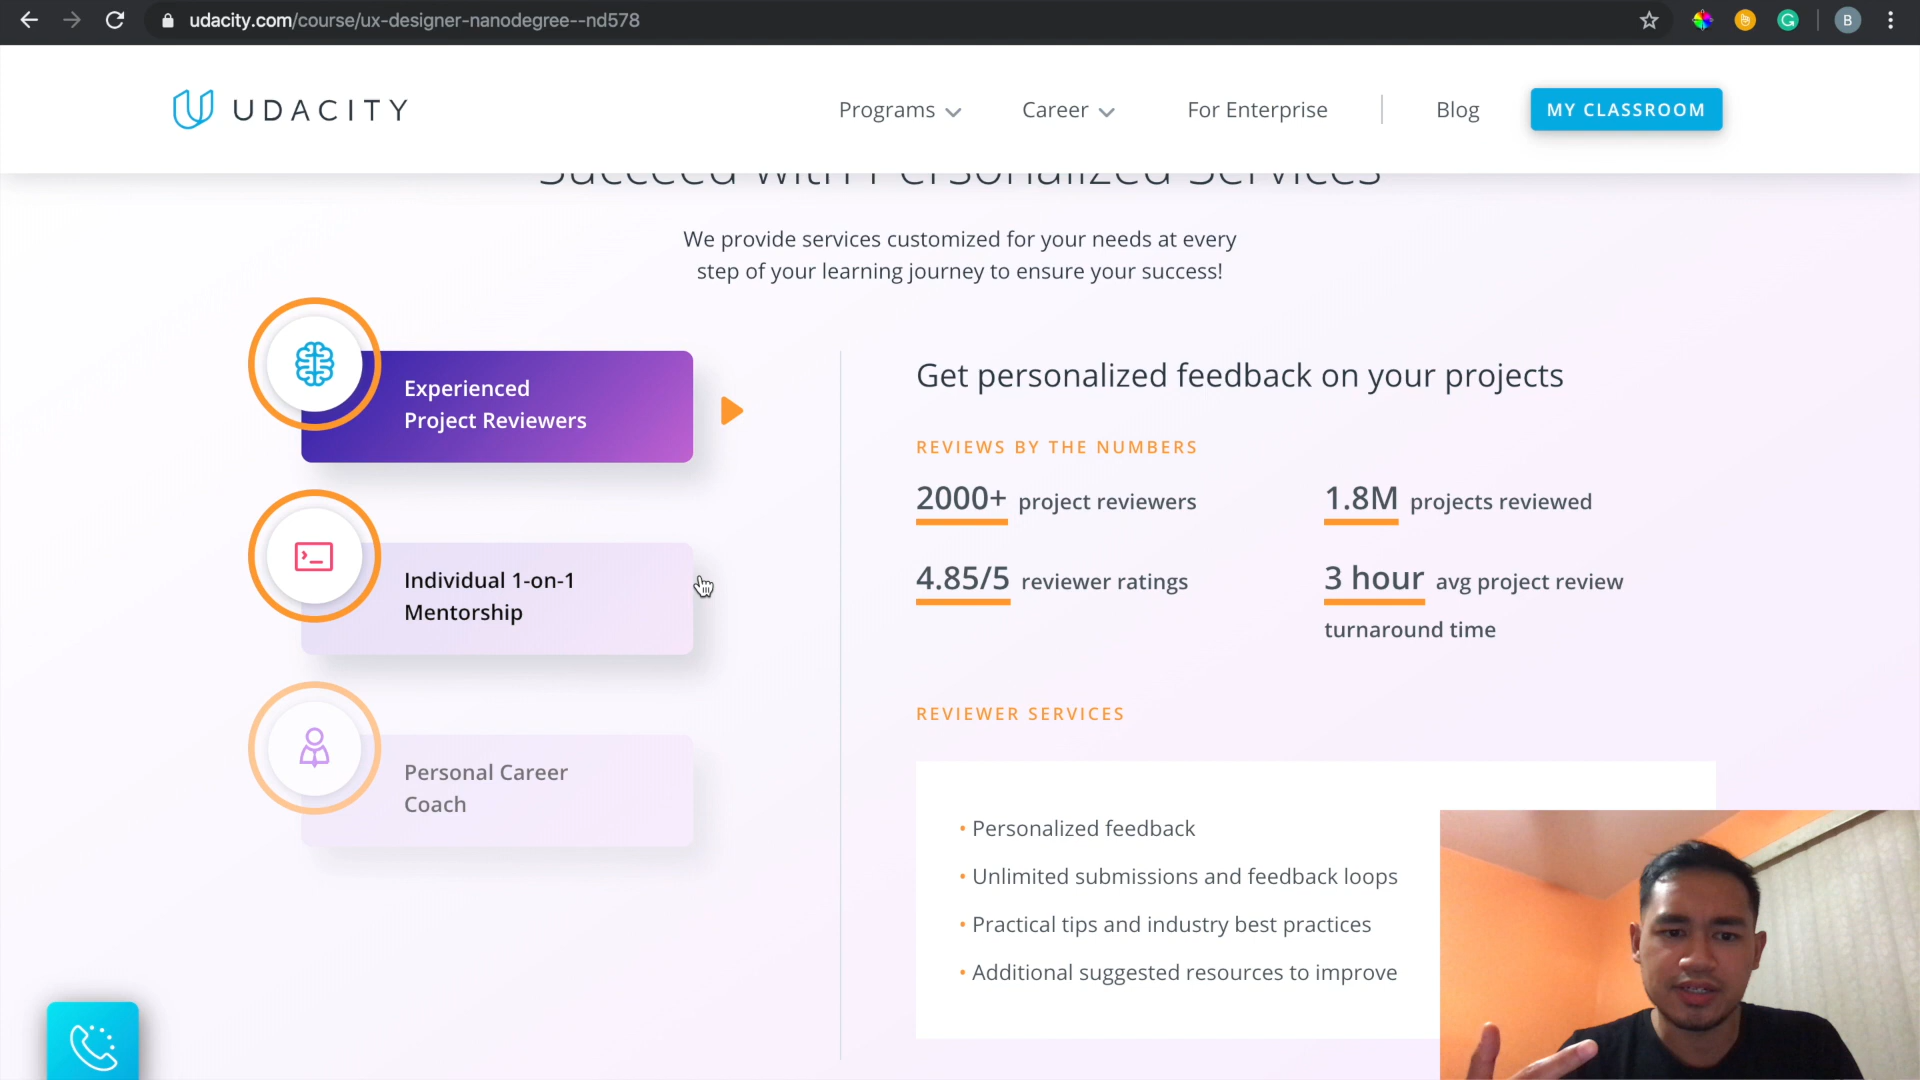 udacity.com/course/ux-designer-nanodegree--nd578
B
UDACITY
Programs
Career
For Enterprise
Blog
MY CLASSROOM
Succeed with Personalized Services
We provide services customized for your needs at every
step of your learning journey to ensure your success!
Experienced
Project Reviewers
Individual 1-on-1
Mentorship
Personal Career
Coach
Get personalized feedback on your projects
REVIEWS BY THE NUMBERS
2000+ project reviewers
1.8M projects reviewed
4.85/5 reviewer ratings
3 hour avg project review
turnaround time
REVIEWER SERVICES
• Personalized feedback
• Unlimited submissions and feedback loops
• Practical tips and industry best practices
• Additional suggested resources to improve